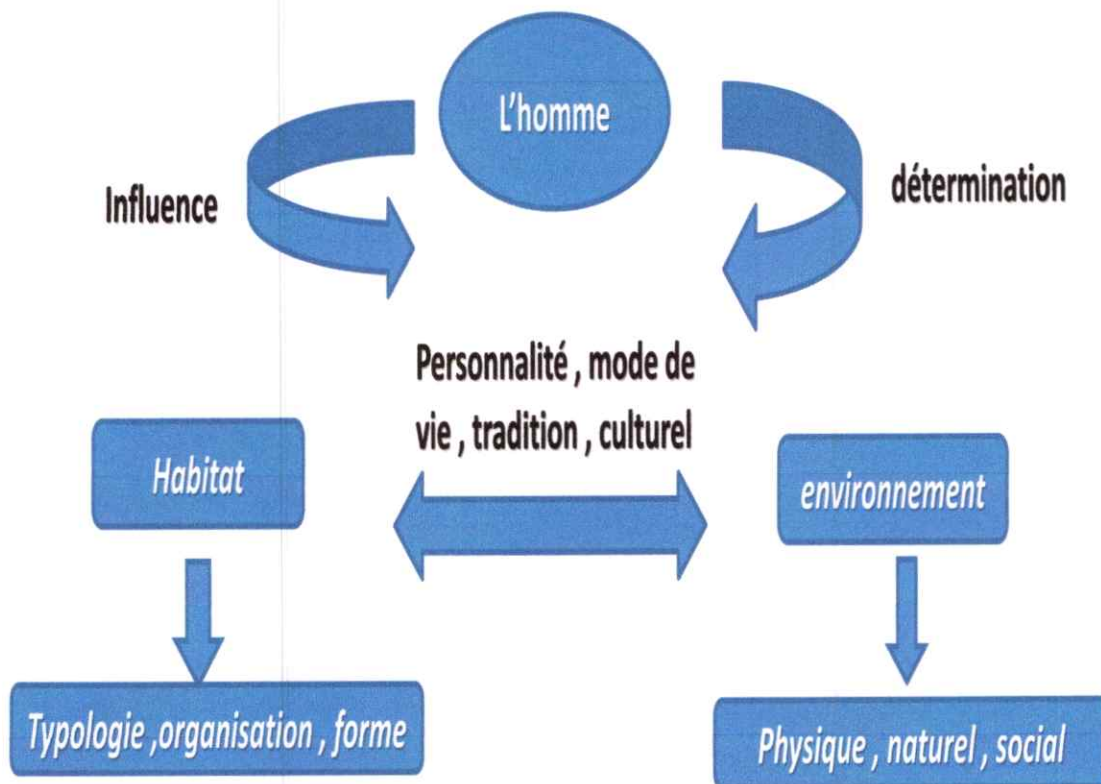 L'homme
Influence
détermination
Personnalité , mode de
vie , tradition , culturel
Habitat
environnement
Typologie ,organisation , forme
Physique , naturel , social